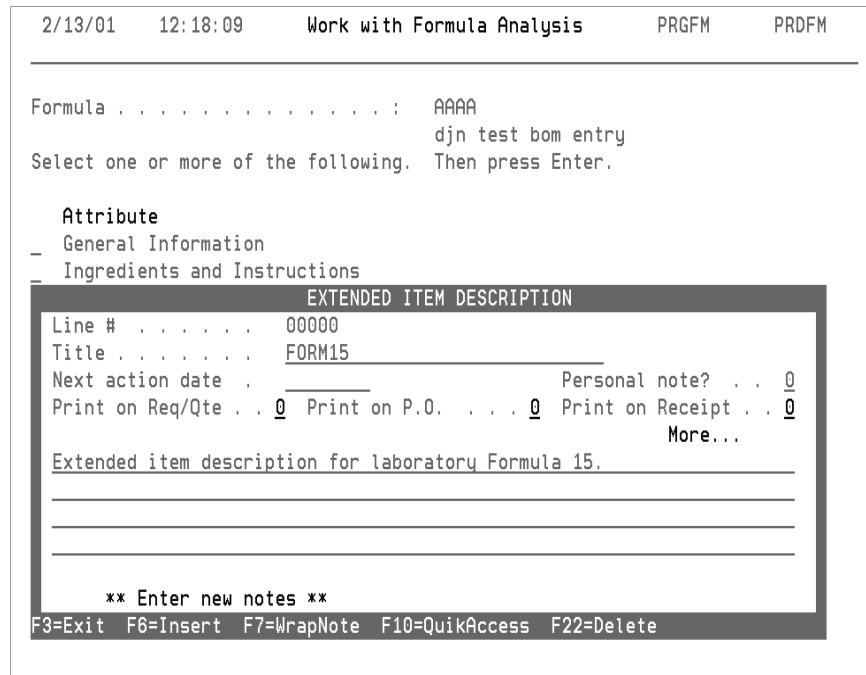 2/13/01 12:18:09 Work with Formula Analysis PRGFM PRDFM
Formula . . . . . . . . . . . . . . : AAAA
djn test bom entry
Select one or more of the following. Then press Enter.
Attribute
_ General Information
_ Ingredients and Instructions
EXTENDED ITEM DESCRIPTION
Line # . . . . . . 00000
Title . . . . . . . FORM15
Next action date . Personal note? . . 0
Print on Req/Qte . . 0 Print on P.O. . . . . 0 Print on Receipt . . 0
More...
Extended item description for laboratory Formula 15.
** Enter new notes **
F3=Exit F6=Insert F7=WrapNote F10=QuikAccess F22=Delete